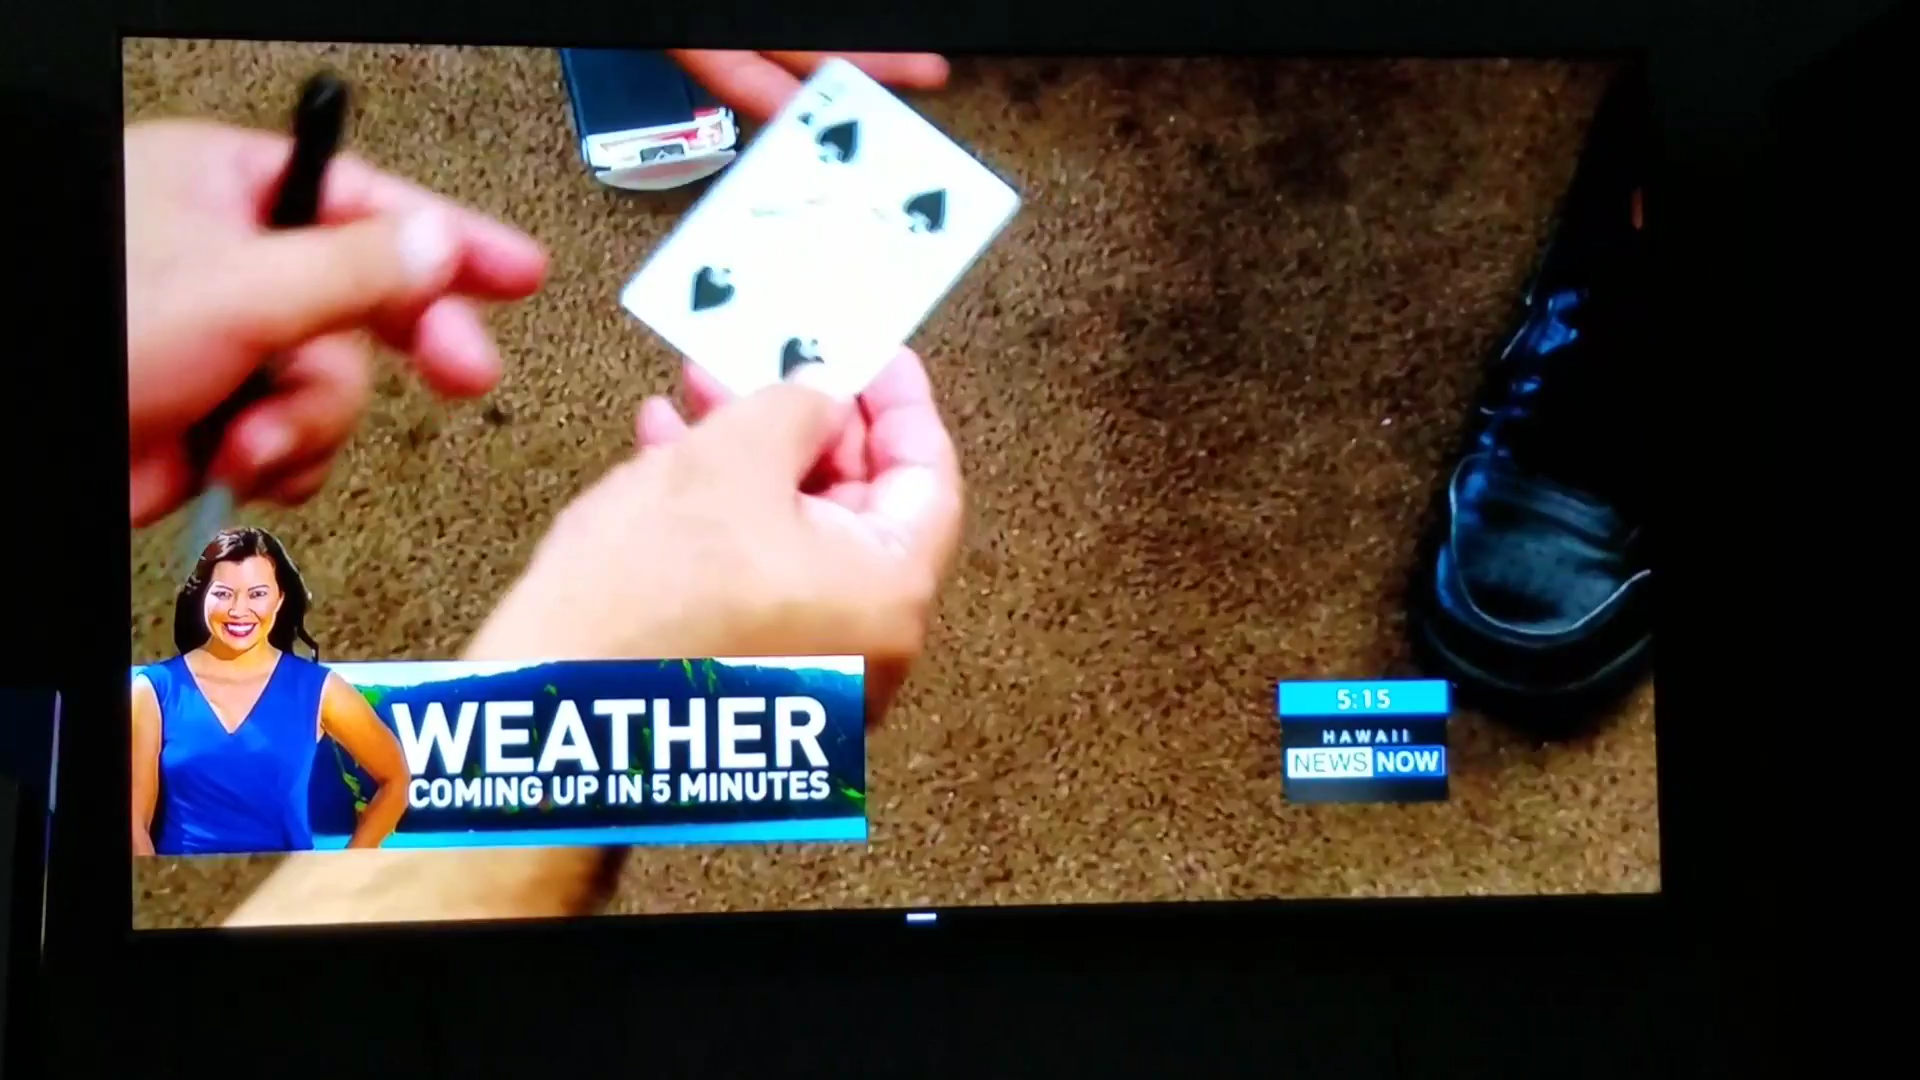 WEATHER
COMING UP IN 5 MINUTES
5:15
HAWAII
NEWS NOW